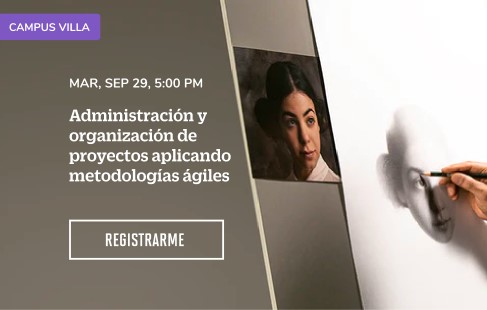 CAMPUS VILLA
MAR, SEP 29, 5:00 PM
Administración y
organización de
proyectos aplicando
metodologías ágiles
REGISTRARME